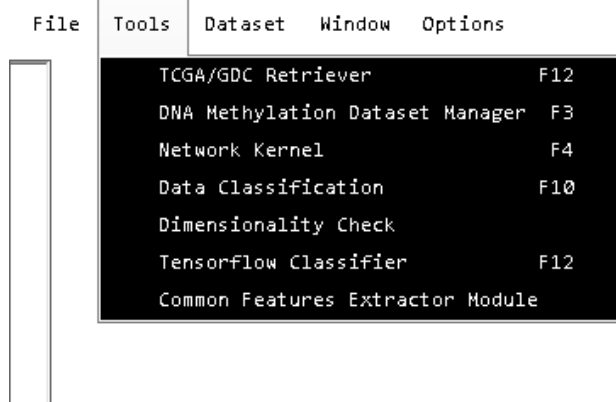 File Tools Dataset Window Options
TCGA/GDC Retriever F12
DNA Methylation Dataset Manager F3
Network Kernel F4
Data Classification F10
Dimensionality Check
Tensorflow Classifier F12
Common Features Extractor Module